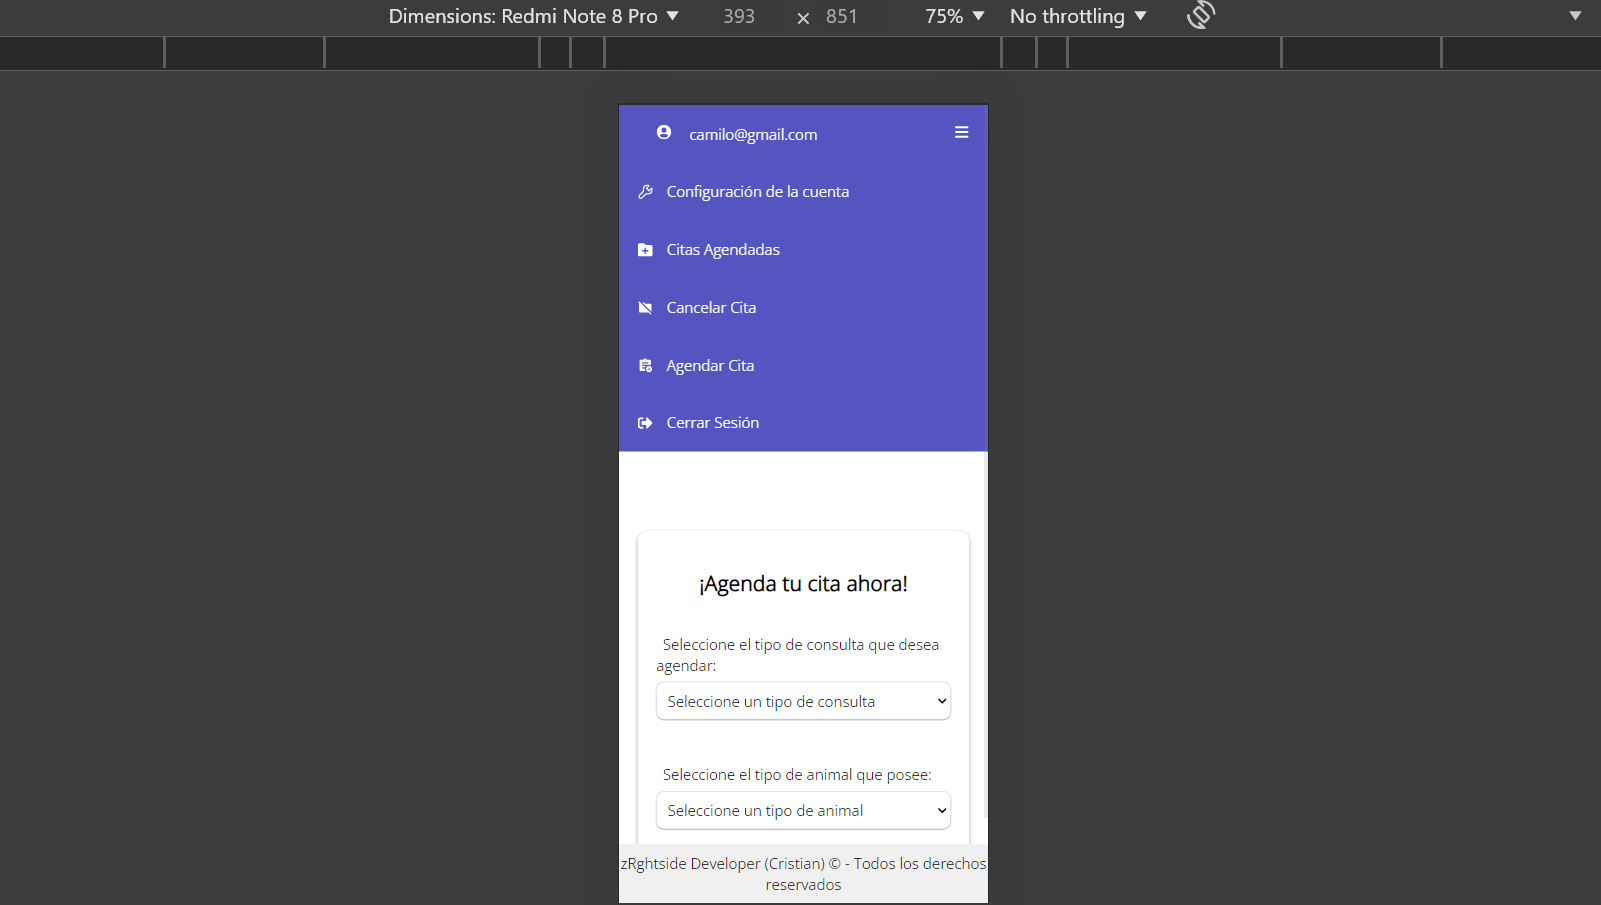 Dimensions: Redmi Note 8 Pro ▼ 393 × 851 75% ▼ No throttling ▼
camilo@gmail.com
Configuración de la cuenta
Citas Agendadas
Cancelar Cita
Agendar Cita
Cerrar Sesión
¡Agenda tu cita ahora!
Seleccione el tipo de consulta que desea
agendar:
Seleccione un tipo de consulta
Seleccione el tipo de animal que posee:
Seleccione un tipo de animal
zRghtside Developer (Cristian) © - Todos los derechos
reservados